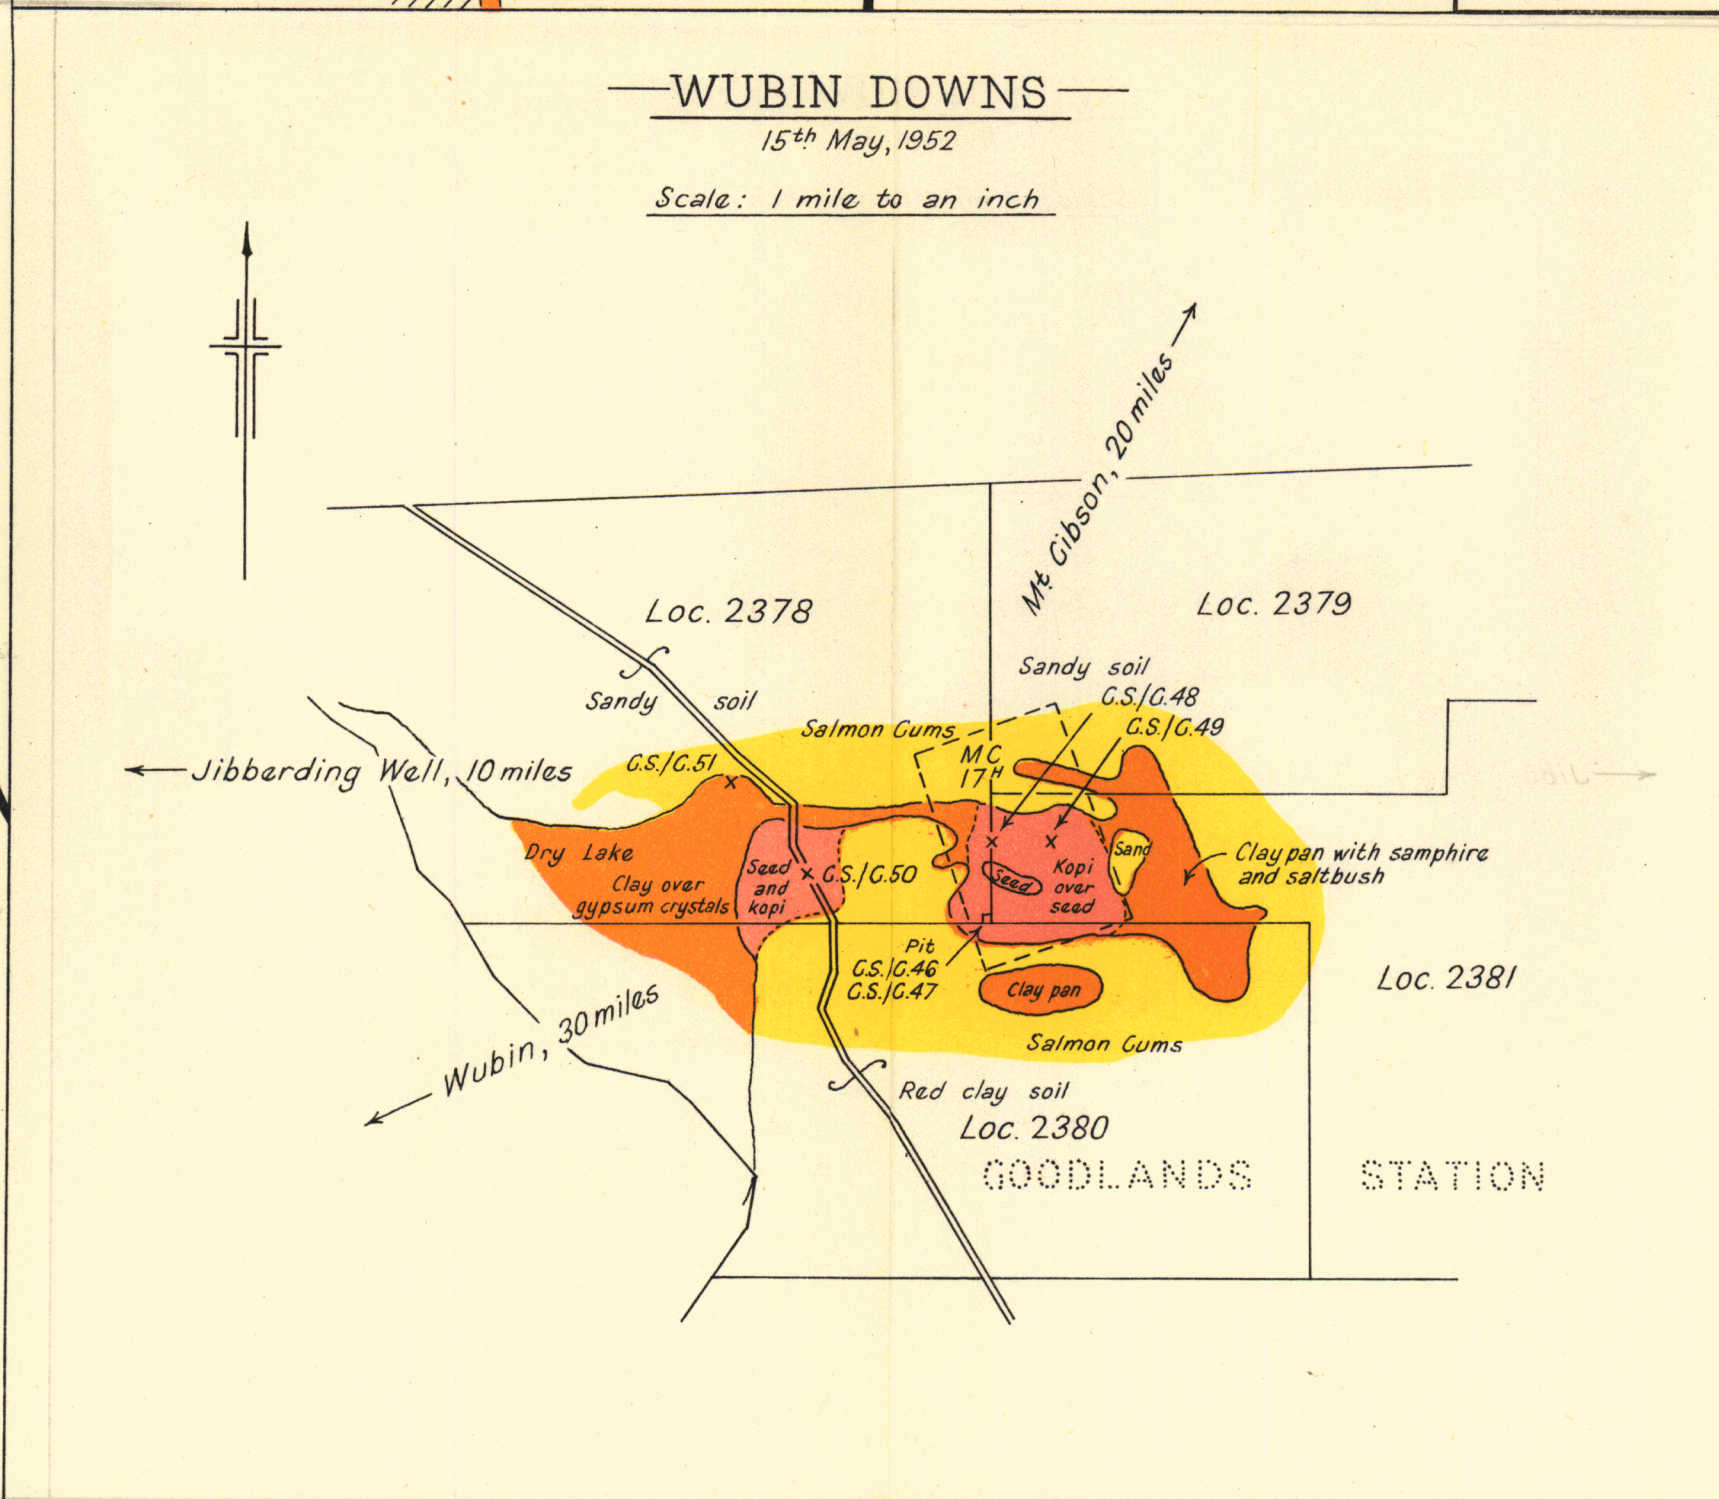 WUBIN DOWNS
15th May, 1952
Scale: 1 mile to an inch
Mt. Gibson, 20 miles
Loc. 2378
Loc. 2379
Sandy soil
Sandy soil
G.S./G.48
G.S./G.49
Salmon Gums
M C
17H
G.S./G.51
Jibberding Well, 10 miles
Dry Lake
Clay over
gypsum crystals
Seed
and
kopi
G.S./G.50
Seed
Kopi
over
seed
Sand
Clay pan with samphire
and saltbush
Pit
G.S./G.46
G.S./G.47
Clay pan
Loc. 2381
Wubin, 30 miles
Salmon Gums
Red clay soil
Loc. 2380
GOODLANDS STATION